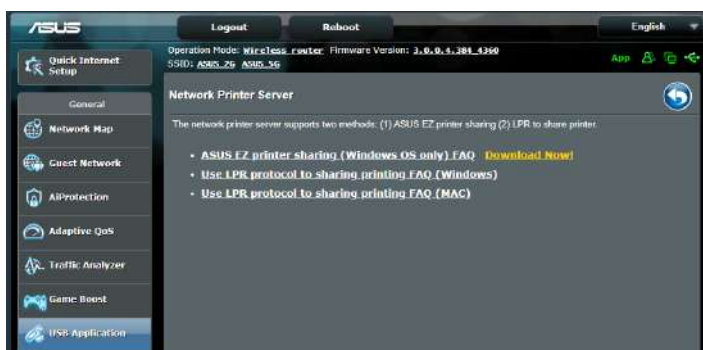 ASUS
Logout Reboot English
Operation Mode: Wireless router Firmware Version: 3.0.0.4.384_4360
SSID: ASUS_2G ASUS_5G
App
Quick Internet
Setup
General
Network Map
Guest Network
AiProtection
Adaptive QoS
Traffic Analyzer
Game Boost
USB Application
Network Printer Server
The network printer server supports two methods: (1) ASUS EZ printer sharing (2) LPR to share printer.
• ASUS EZ printer sharing (Windows OS only) FAQ Download Now!
• Use LPR protocol to sharing printing FAQ (Windows)
• Use LPR protocol to sharing printing FAQ (MAC)